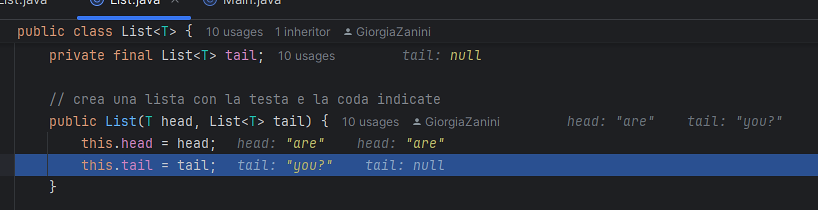 List.java List.java Main.java
public class List<T> { 10 usages 1 inheritor GiorgiaZanini
private final List<T> tail; 10 usages tail: null
// crea una lista con la testa e la coda indicate
public List(T head, List<T> tail) { 10 usages GiorgiaZanini head: "are" tail: "you?"
this.head = head; head: "are" head: "are"
this.tail = tail; tail: "you?" tail: null
}